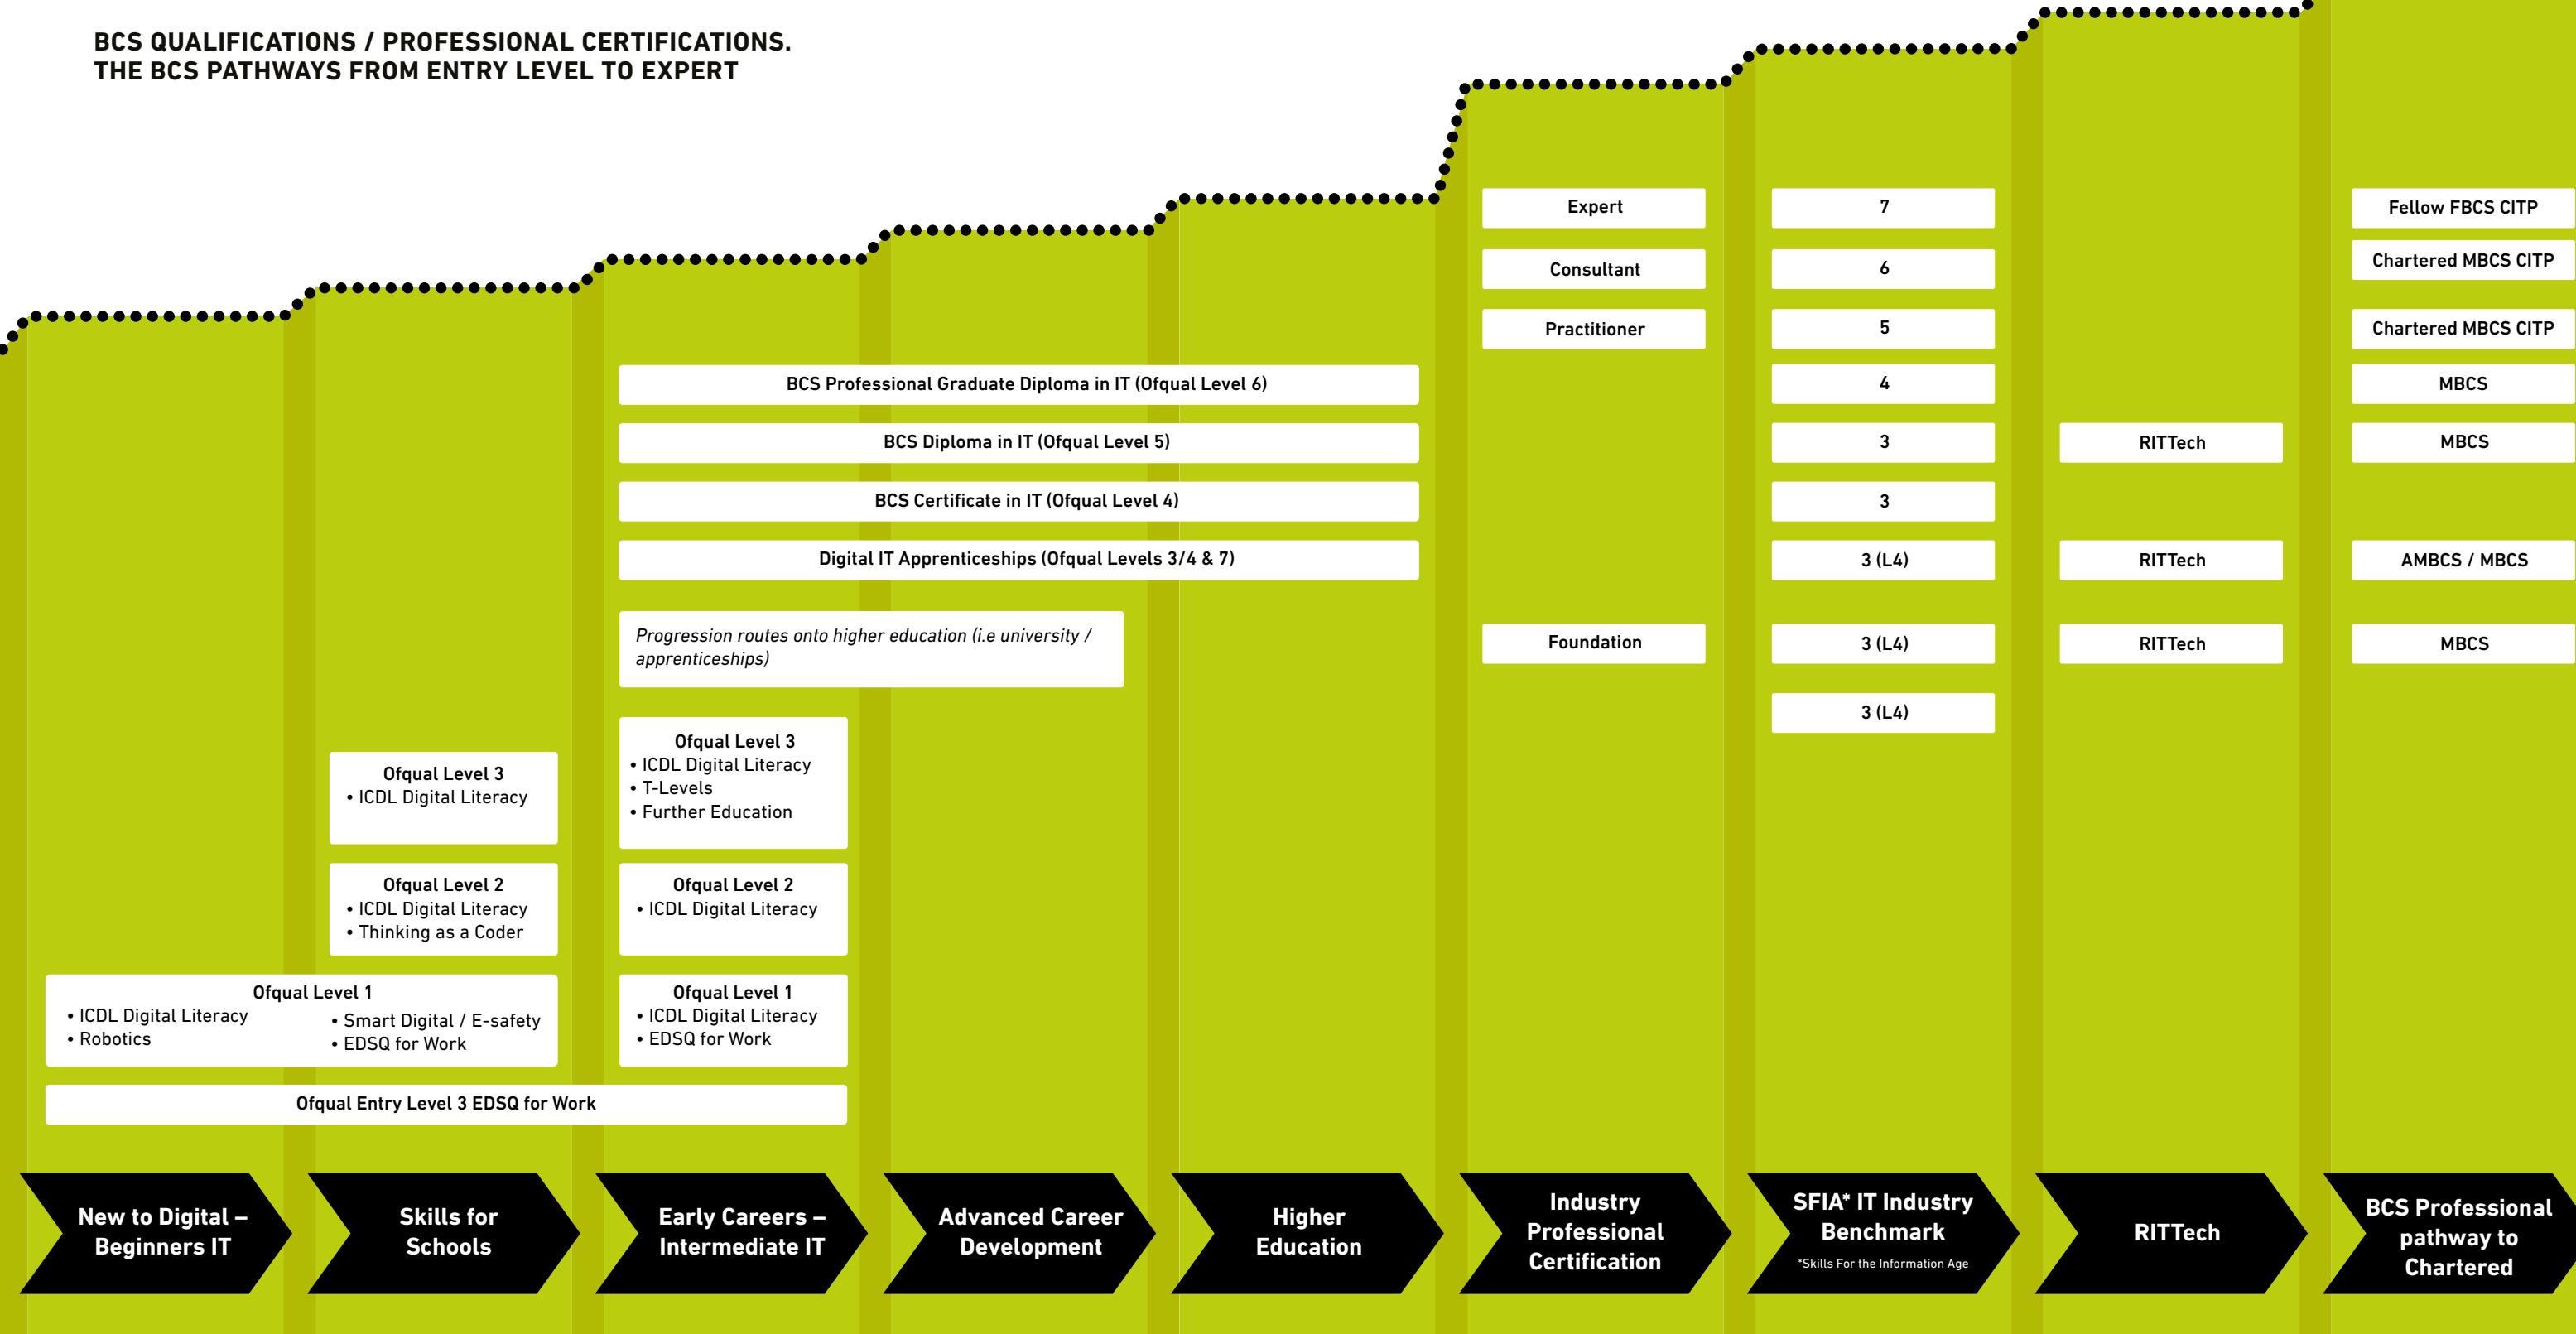 BCS QUALIFICATIONS / PROFESSIONAL CERTIFICATIONS.
THE BCS PATHWAYS FROM ENTRY LEVEL TO EXPERT
Expert
7
Fellow FBCS CITP
Consultant
6
Chartered MBCS CITP
Practitioner
5
Chartered MBCS CITP
BCS Professional Graduate Diploma in IT (Ofqual Level 6)
4
MBCS
BCS Diploma in IT (Ofqual Level 5)
3
RITTech
MBCS
BCS Certificate in IT (Ofqual Level 4)
3
Digital IT Apprenticeships (Ofqual Levels 3/4 & 7)
3 (L4)
RITTech
AMBCS / MBCS
Progression routes onto higher education (i.e university /
apprenticeships)
Foundation
3 (L4)
RITTech
MBCS
3 (L4)
Ofqual Level 3
• ICDL Digital Literacy
Ofqual Level 3
• ICDL Digital Literacy
• T-Levels
• Further Education
Ofqual Level 2
• ICDL Digital Literacy
• Thinking as a Coder
Ofqual Level 2
• ICDL Digital Literacy
Ofqual Level 1
• ICDL Digital Literacy
• Robotics
• Smart Digital / E-safety
• EDSQ for Work
Ofqual Level 1
• ICDL Digital Literacy
• EDSQ for Work
Ofqual Entry Level 3 EDSQ for Work
New to Digital –
Beginners IT
Skills for
Schools
Early Careers –
Intermediate IT
Advanced Career
Development
Higher
Education
Industry
Professional
Certification
SFIA* IT Industry
Benchmark
*Skills For the Information Age
RITTech
BCS Professional
pathway to
Chartered